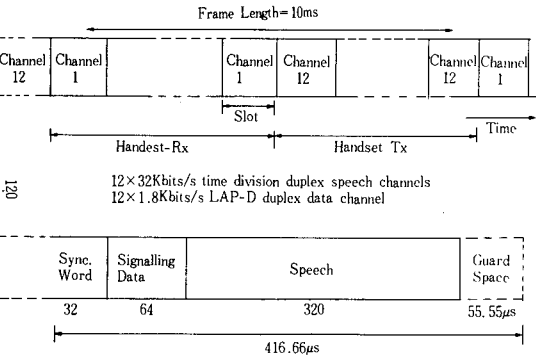 Frame Length=10ms
Channel 12
Channel 1
Channel 1
Channel 12
Channel 12
Channel 1
Slot
Time
Handest-Rx
Handset Tx
12×32Kbits/s time division duplex speech channels
12×1.8Kbits/s LAP-D duplex data channel
120
Sync. Word
Signalling Data
Speech
Guard Space
32
64
320
55.55μs
416.66μs